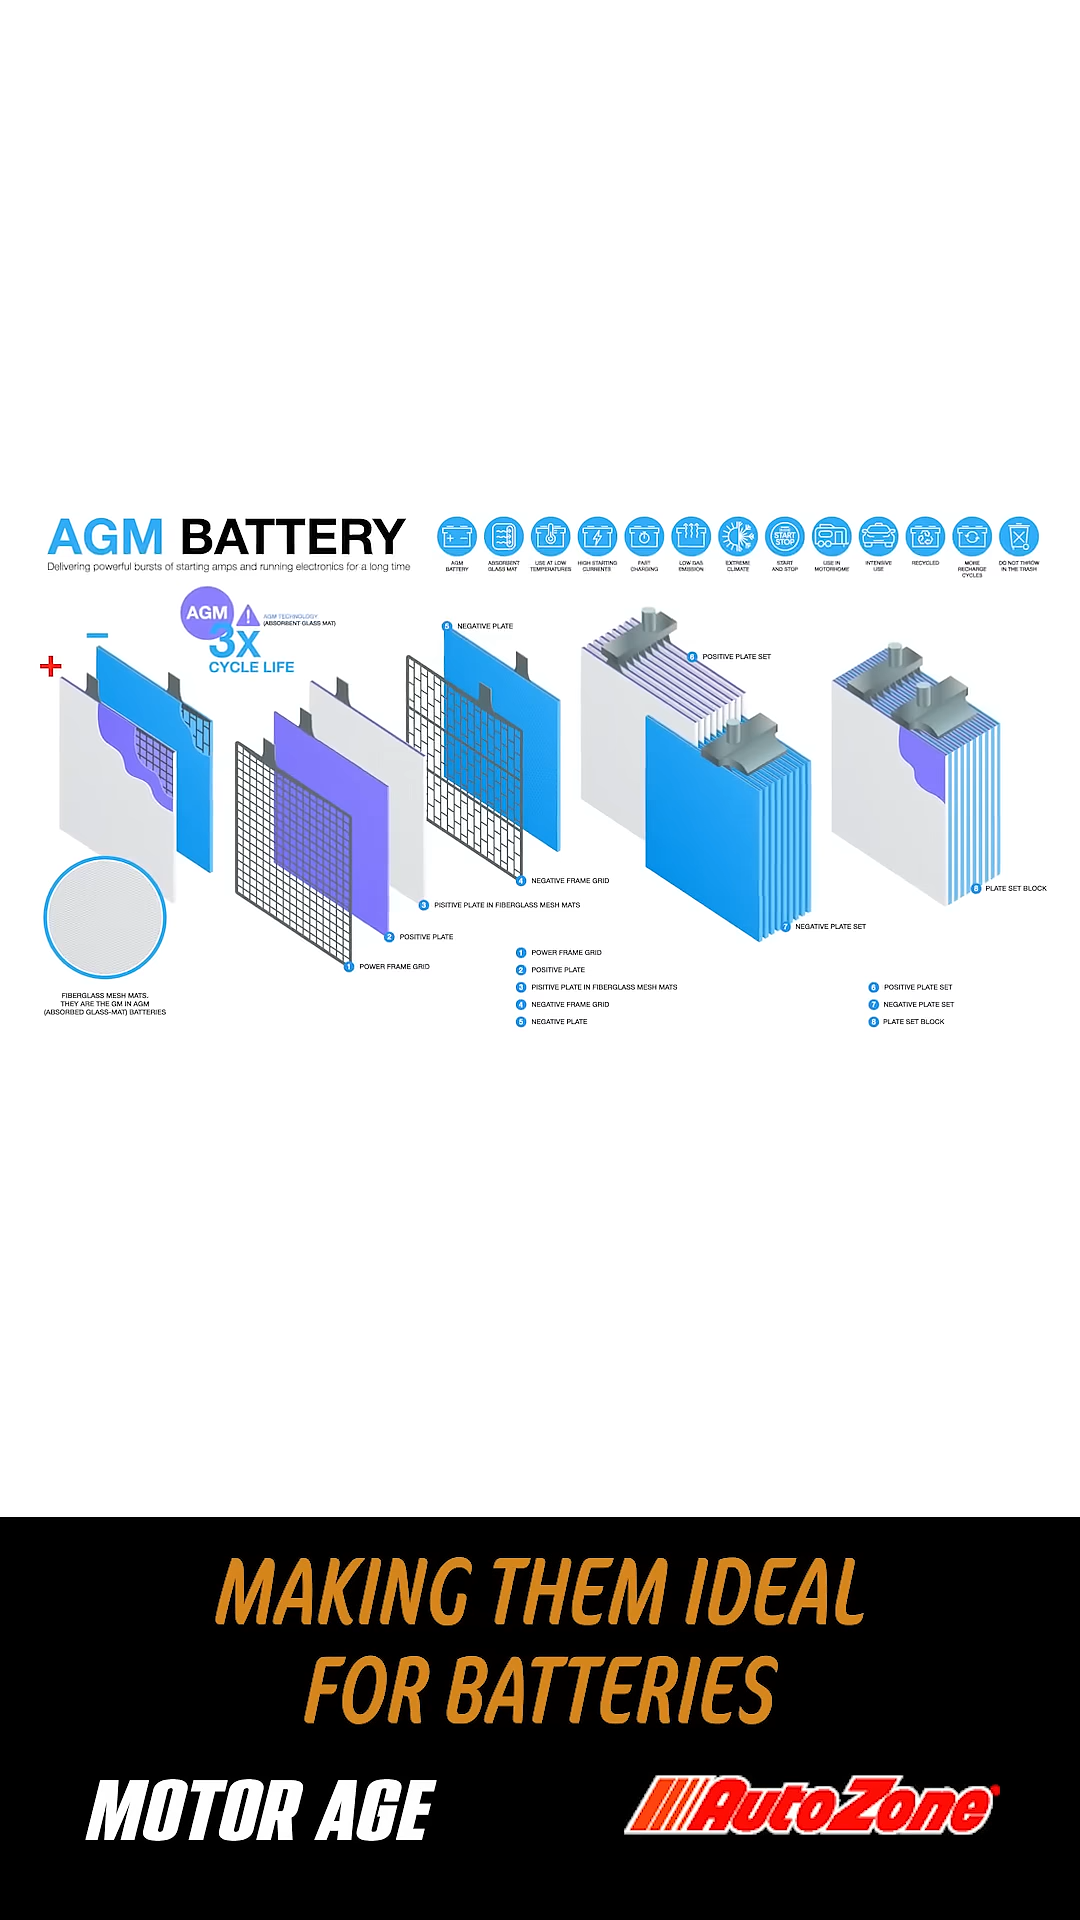 AGM BATTERY
Delivering powerful bursts of starting amps and running electronics for a long time
AGM
BATTERY
ABSORBENT
GLASS MAT
USE AT LOW
TEMPERATURES
HIGH STARTING
CURRENTS
FAST
CHARGING
LOW GAS
EMISSION
EXTREME
CLIMATE
START
STOP
START
AND STOP
USE IN
MOTORHOME
INTENSIVE
USE
RECYCLED
MORE
RECHARGE
CYCLES
DO NOT THROW
IN THE TRASH
AGM
AGM TECHNOLOGY
(ABSORBENT GLASS MAT)
3X
CYCLE LIFE
5 NEGATIVE PLATE
6 POSITIVE PLATE SET
4 NEGATIVE FRAME GRID
8 PLATE SET BLOCK
3 PISITIVE PLATE IN FIBERGLASS MESH MATS
7 NEGATIVE PLATE SET
2 POSITIVE PLATE
1 POWER FRAME GRID
FIBERGLASS MESH MATS.
THEY ARE THE GM IN AGM
(ABSORBED GLASS-MAT) BATTERIES
1 POWER FRAME GRID
2 POSITIVE PLATE
3 PISITIVE PLATE IN FIBERGLASS MESH MATS
4 NEGATIVE FRAME GRID
5 NEGATIVE PLATE
6 POSITIVE PLATE SET
7 NEGATIVE PLATE SET
8 PLATE SET BLOCK
MAKING THEM IDEAL
FOR BATTERIES
MOTOR AGE
AutoZone